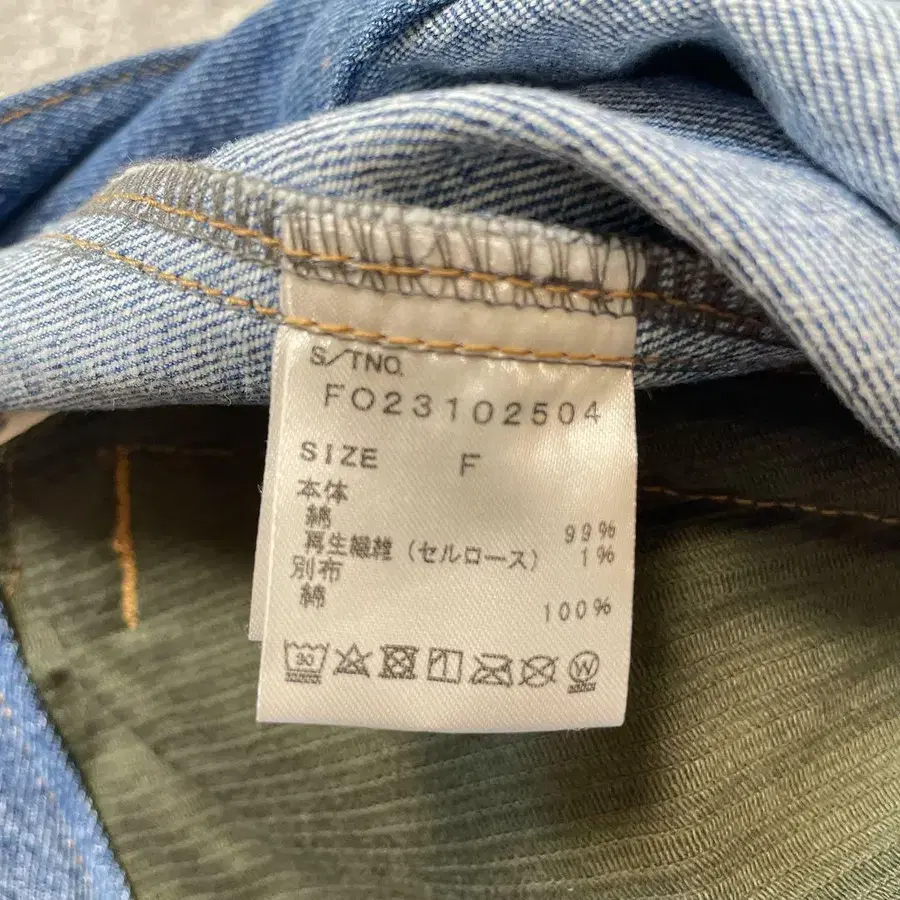 S/TNO.
FO23102504
SIZE F
本体
綿 99%
再生繊維（セルロース） 1%
別布
綿 100%
30
W